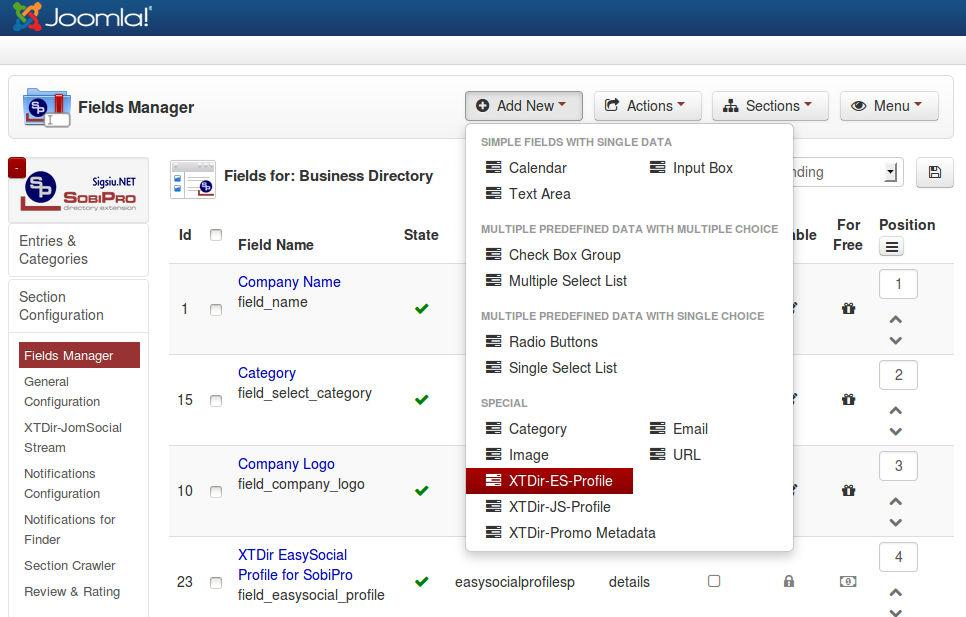 Joomla!
Fields Manager
Add New
Actions
Sections
Menu
SIMPLE FIELDS WITH SINGLE DATA
Calendar
Input Box
Text Area
MULTIPLE PREDEFINED DATA WITH MULTIPLE CHOICE
Check Box Group
Multiple Select List
MULTIPLE PREDEFINED DATA WITH SINGLE CHOICE
Radio Buttons
Single Select List
SPECIAL
Category
Email
Image
URL
XTDir-ES-Profile
XTDir-JS-Profile
XTDir-Promo Metadata
Sigsiu.NET
SOBIPRO
directory extension
Entries &
Categories
Section
Configuration
Fields Manager
General
Configuration
XTDir-JomSocial
Stream
Notifications
Configuration
Notifications for
Finder
Section Crawler
Review & Rating
Fields for: Business Directory
Id
Field Name
State
For
Free
Position
1
Company Name
field_name
1
15
Category
field_select_category
2
10
Company Logo
field_company_logo
3
23
XTDir EasySocial
Profile for SobiPro
field_easysocial_profile
easysocialprofilesp
details
4